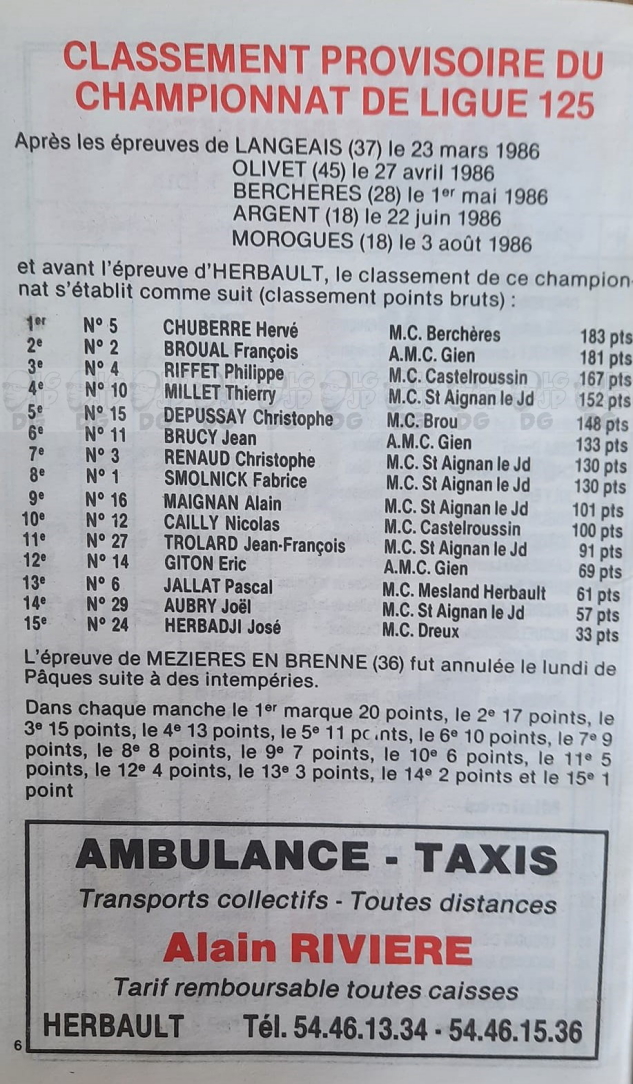 CLASSEMENT PROVISOIRE DU
CHAMPIONNAT DE LIGUE 125
Après les épreuves de LANGEAIS (37) le 23 mars 1986
OLIVET (45) le 27 avril 1986
BERCHERES (28) le 1er mai 1986
ARGENT (18) le 22 juin 1986
MOROGUES (18) le 3 août 1986
et avant l'épreuve d'HERBAULT, le classement de ce champion-
nat s'établit comme suit (classement points bruts) :
1er N° 5 CHUBERRE Hervé M.C. Berchères 183 pts
2e N° 2 BROUAL François A.M.C. Gien 181 pts
3e N° 4 RIFFET Philippe M.C. Castelroussin 167 pts
4e N° 10 MILLET Thierry M.C. St Aignan le Jd 152 pts
5e N° 15 DEPUSSAY Christophe M.C. Brou 148 pts
6e N° 11 BRUCY Jean A.M.C. Gien 133 pts
7e N° 3 RENAUD Christophe M.C. St Aignan le Jd 130 pts
8e N° 1 SMOLNICK Fabrice M.C. St Aignan le Jd 130 pts
9e N° 16 MAIGNAN Alain M.C. St Aignan le Jd 101 pts
10e N° 12 CAILLY Nicolas M.C. Castelroussin 100 pts
11e N° 27 TROLARD Jean-François M.C. St Aignan le Jd 91 pts
12e N° 14 GITON Eric A.M.C. Gien 69 pts
13e N° 6 JALLAT Pascal M.C. Mesland Herbault 61 pts
14e N° 29 AUBRY Joël M.C. St Aignan le Jd 57 pts
15e N° 24 HERBADJI José M.C. Dreux 33 pts
L'épreuve de MEZIERES EN BRENNE (36) fut annulée le lundi de
Pâques suite à des intempéries.
Dans chaque manche le 1er marque 20 points, le 2e 17 points, le
3e 15 points, le 4e 13 points, le 5e 11 points, le 6e 10 points, le 7e 9
points, le 8e 8 points, le 9e 7 points, le 10e 6 points, le 11e 5
points, le 12e 4 points, le 13e 3 points, le 14e 2 points et le 15e 1
point
AMBULANCE - TAXIS
Transports collectifs - Toutes distances
Alain RIVIERE
Tarif remboursable toutes caisses
HERBAULT Tél. 54.46.13.34 - 54.46.15.36
6